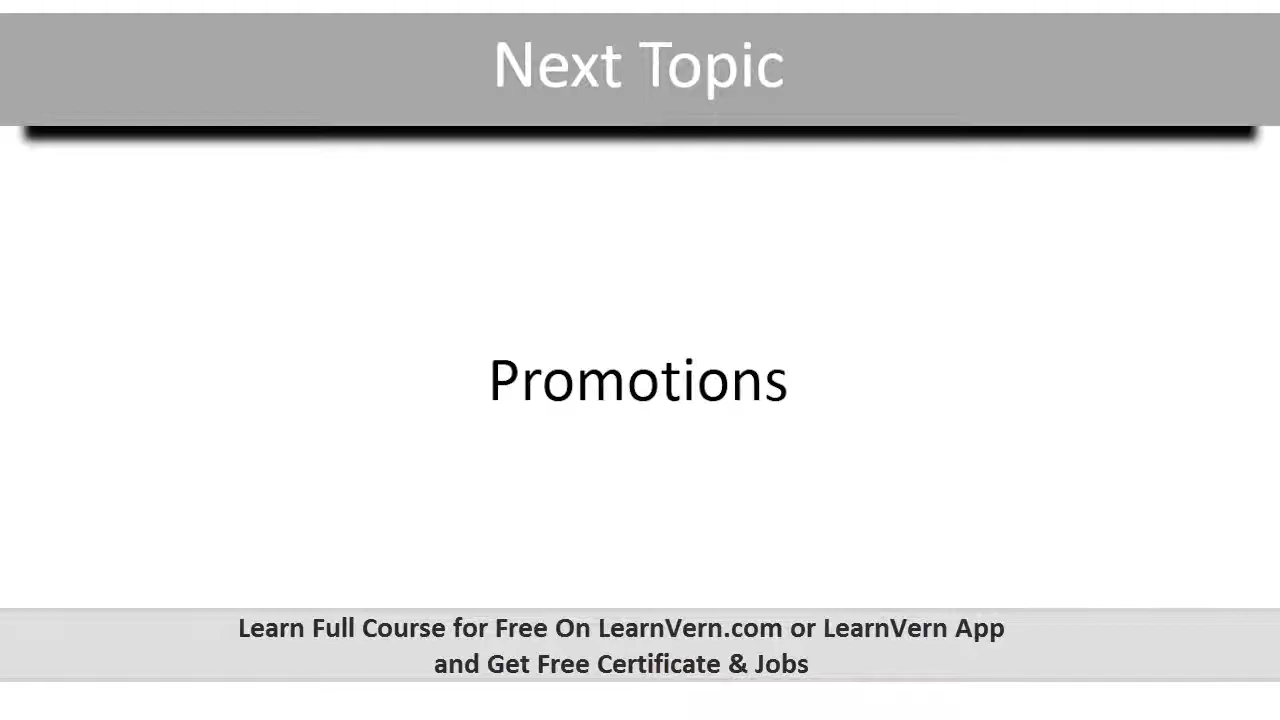 Next Topic
Promotions
Learn Full Course for Free On LearnVern.com or LearnVern App
and Get Free Certificate & Jobs